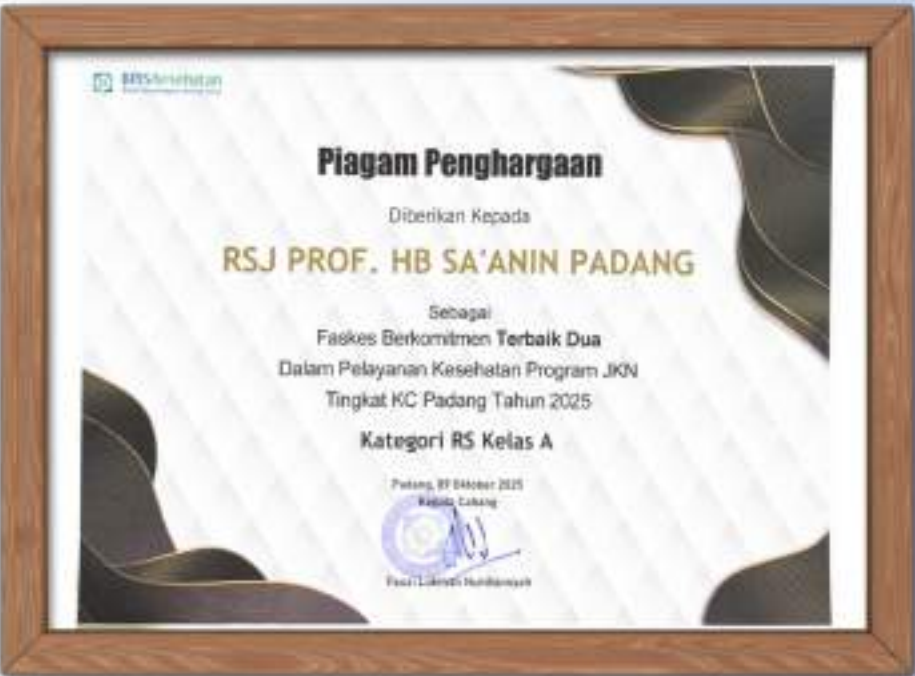 BPJS Kesehatan
Piagam Penghargaan
Diberikan Kepada
RSJ PROF. HB SA'ANIN PADANG
Sebagai
Faskes Berkomitmen Terbaik Dua
Dalam Pelayanan Kesehatan Program JKN
Tingkat KC Padang Tahun 2025
Kategori RS Kelas A
Padang, Oktober 2025
Kepala Cabang